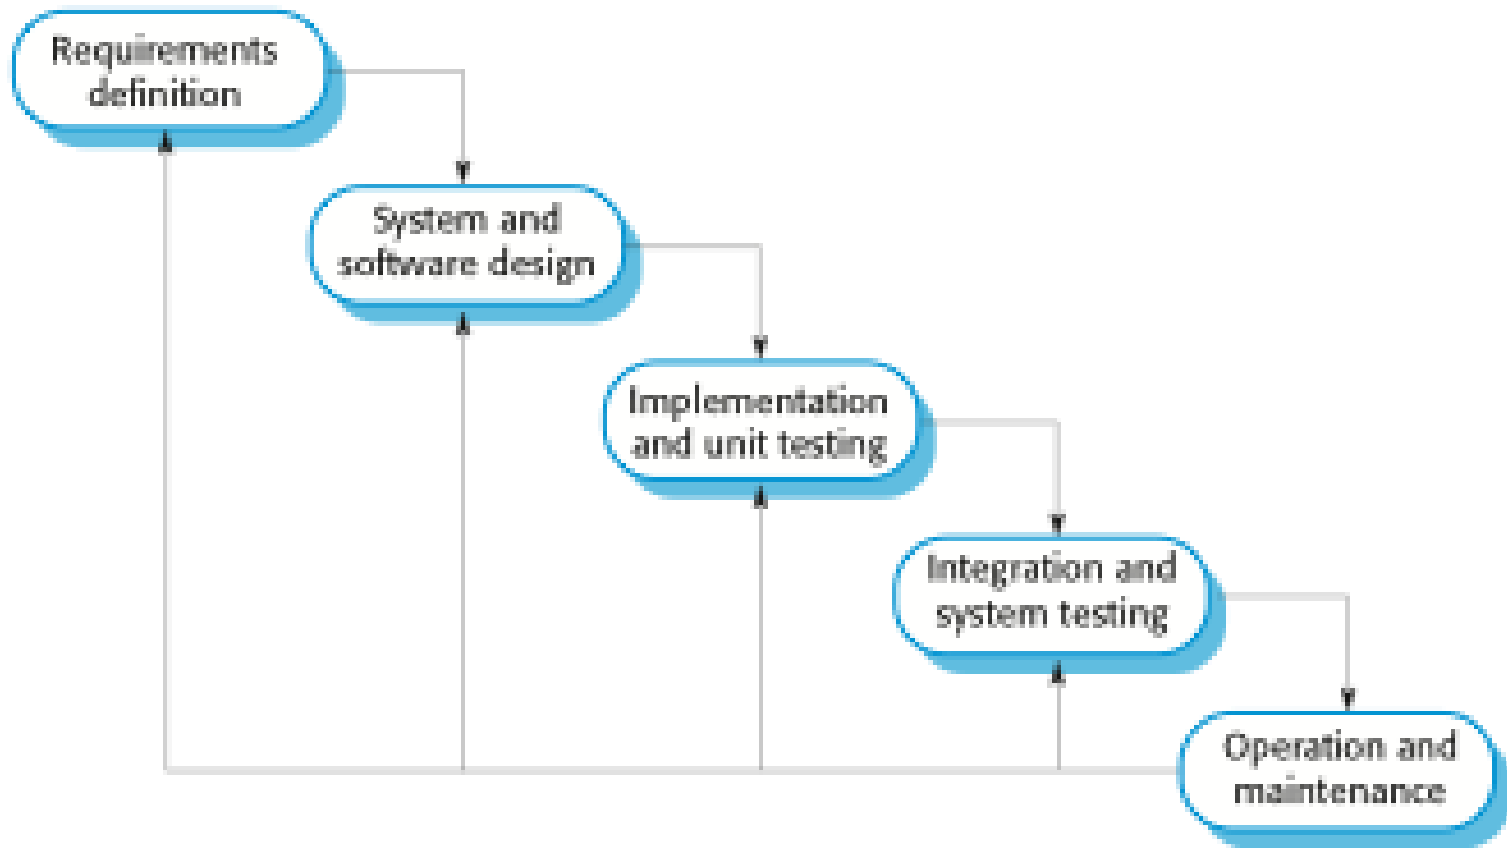 Requirements
definition
System and
software design
Implementation
and unit testing
Integration and
system testing
Operation and
maintenance